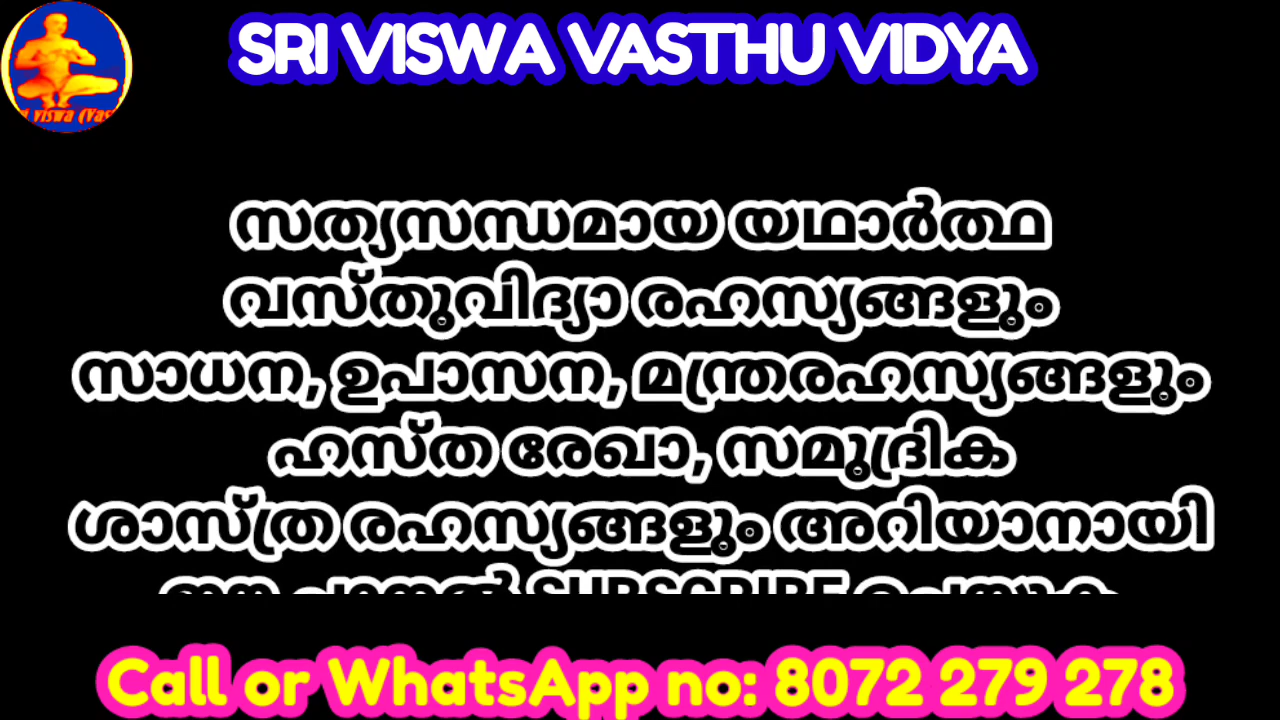 SRI VISWA VASTHU VIDYA
സത്യസന്ധമായ യഥാർത്ഥ
വസ്തുവിദ്യാ രഹസ്യങ്ങളും
സാധന, ഉപാസന, മന്ത്രരഹസ്യങ്ങളും
ഹസ്ത രേഖാ, സമുദ്രിക
ശാസ്ത്ര രഹസ്യങ്ങളും അറിയാനായി
SUBSCRIBE
Call or WhatsApp no: 8072 279 278